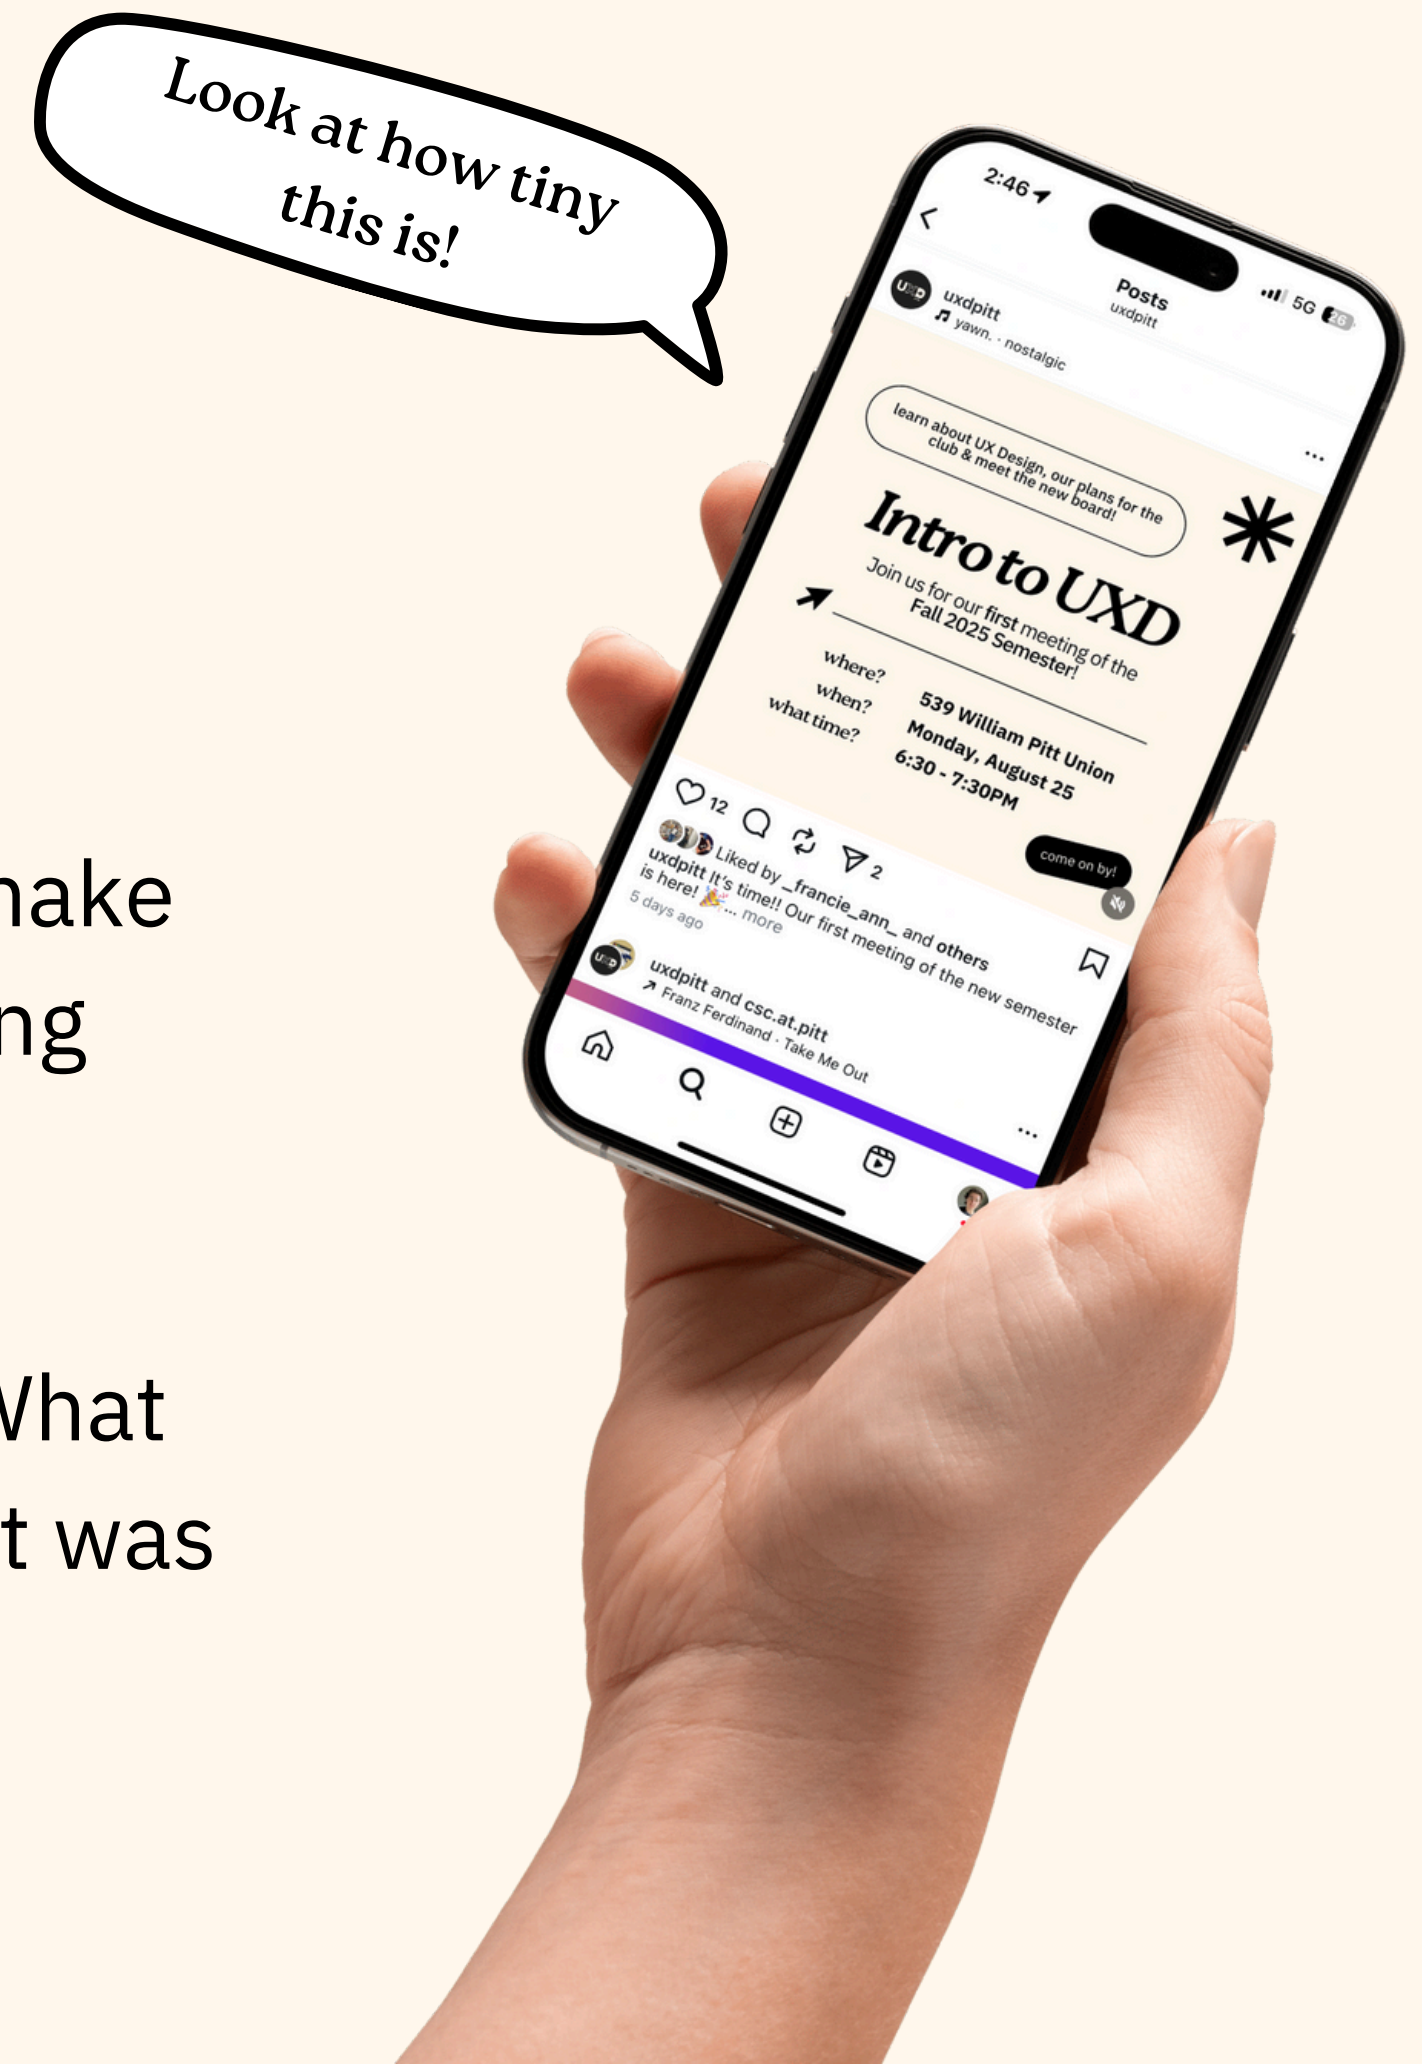 Look at how tiny
this is!
2:46
5G 26
Posts
uxdpitt
UXD
uxdpitt
yawn. · nostalgic
learn about UX Design, our plans for the
club & meet the new board!
Intro to UXD
Join us for our first meeting of the
Fall 2025 Semester!
where? 539 William Pitt Union
when? Monday, August 25
what time? 6:30 - 7:30PM
come on by!
12 2
Liked by _francie_ann_ and others
uxdpitt It's time!! Our first meeting of the new semester
is here! 🎉... more
5 days ago
UXD
uxdpitt and csc.at.pitt
Franz Ferdinand · Take Me Out
ng
What
t was